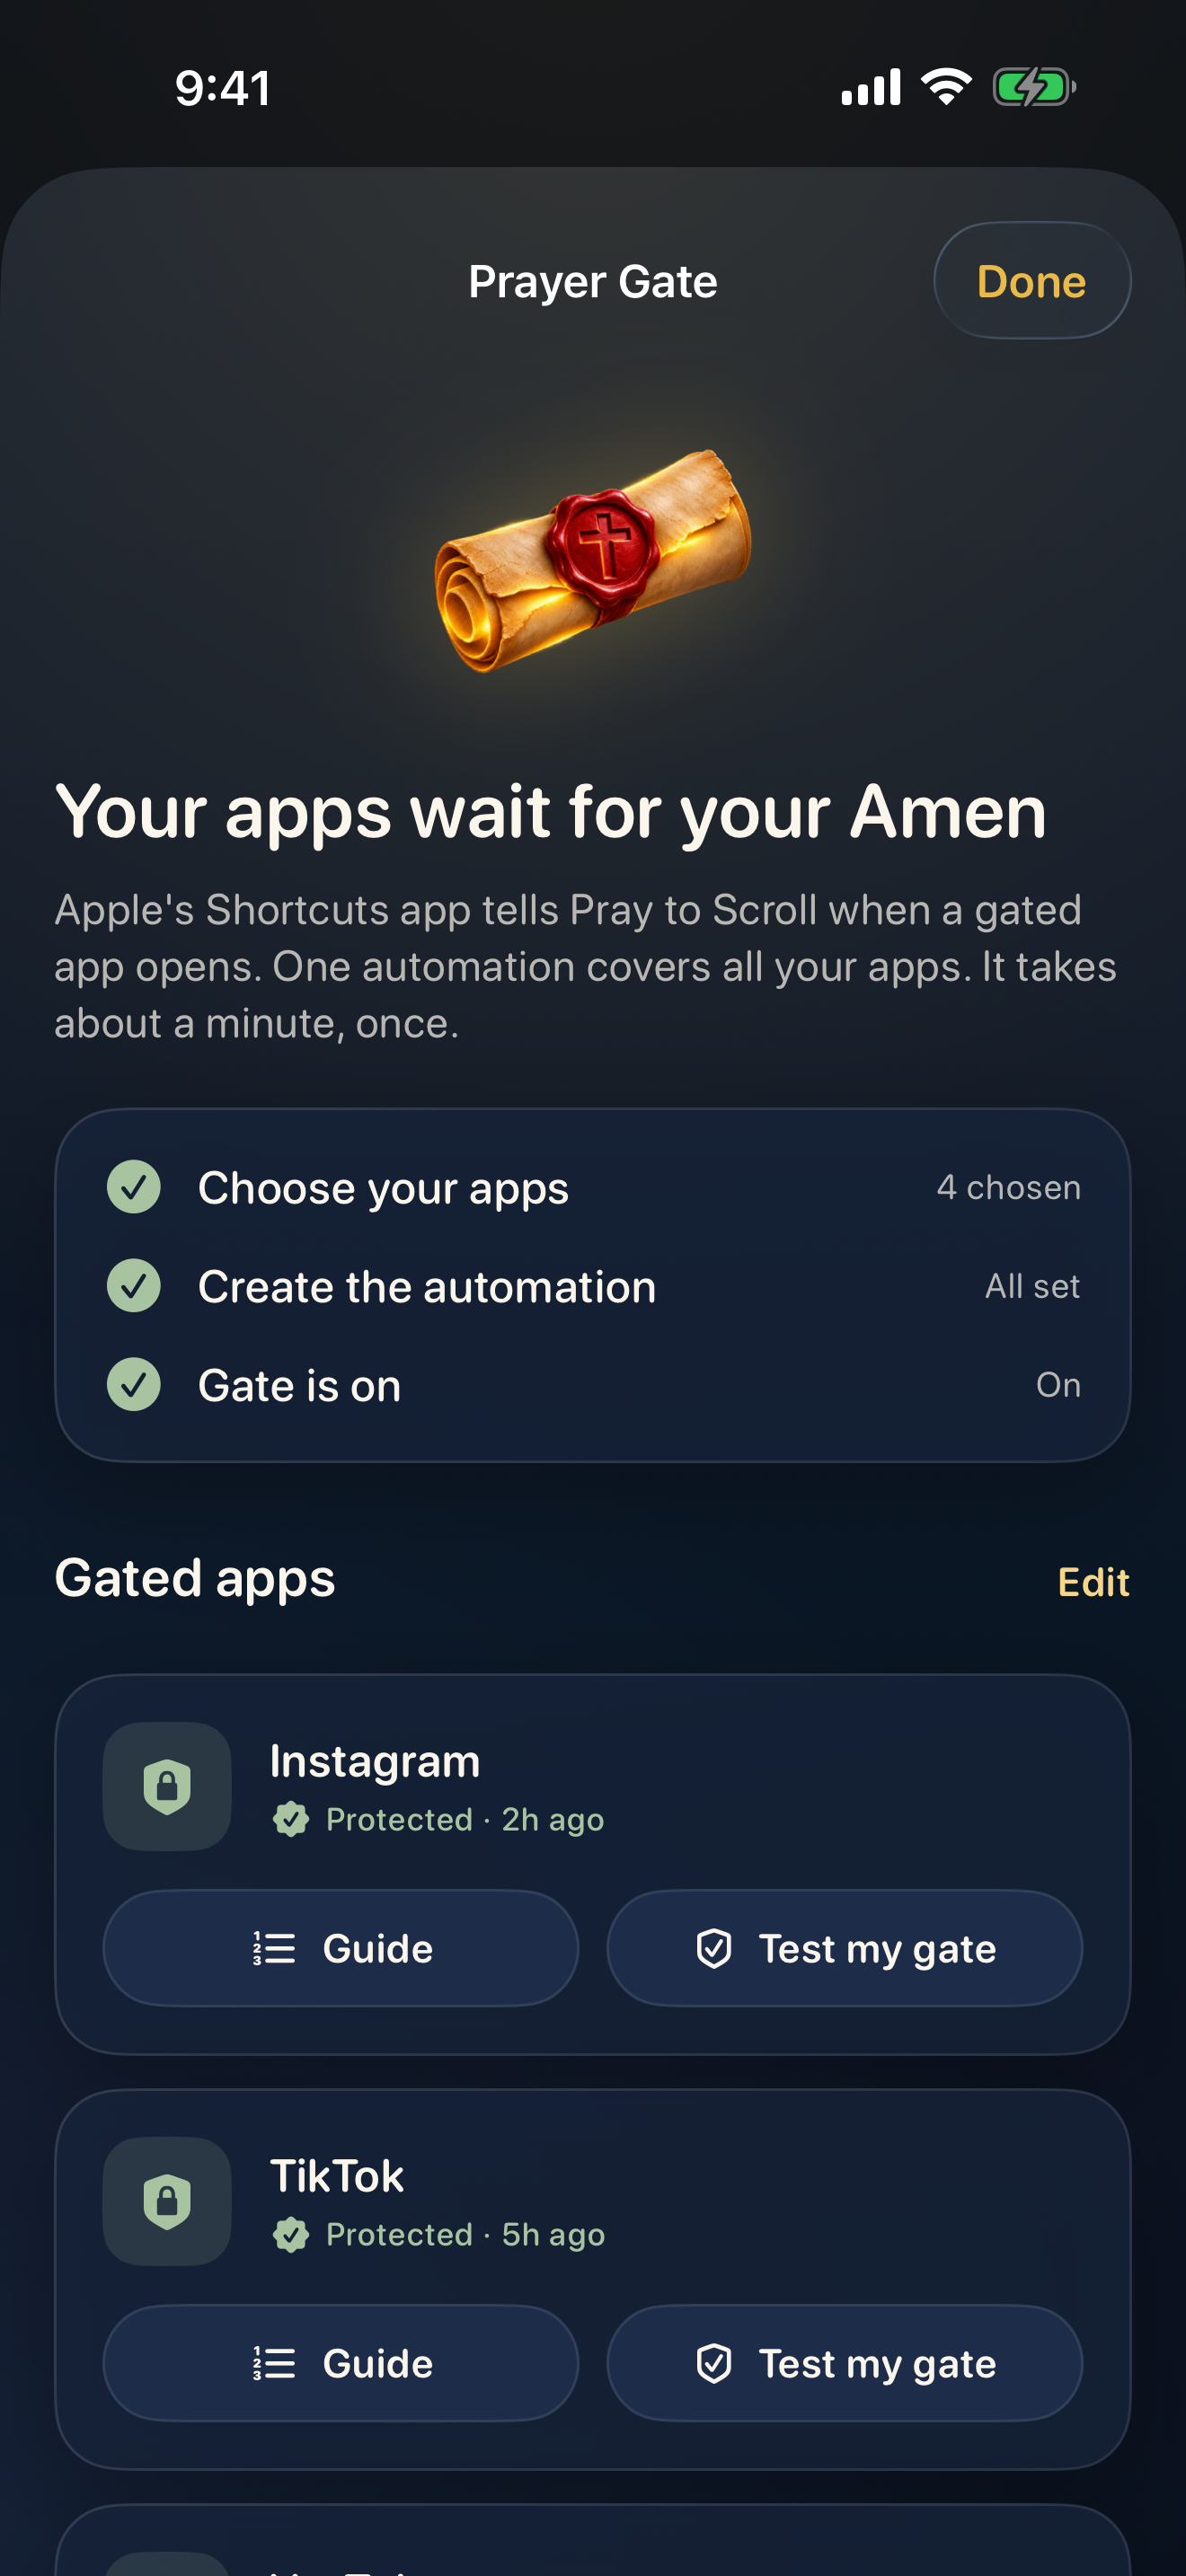 9:41
Prayer Gate
Done
Your apps wait for your Amen
Apple's Shortcuts app tells Pray to Scroll when a gated
app opens. One automation covers all your apps. It takes
about a minute, once.
Choose your apps
4 chosen
Create the automation
All set
Gate is on
On
Gated apps
Edit
Instagram
Protected · 2h ago
Guide
Test my gate
TikTok
Protected · 5h ago
Guide
Test my gate